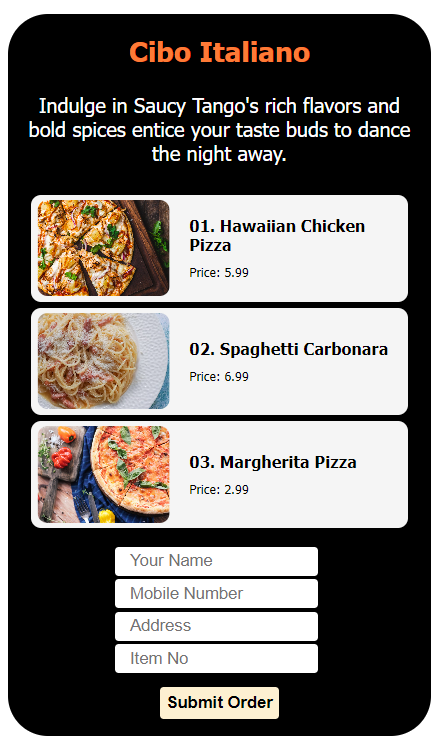 Cibo Italiano
Indulge in Saucy Tango's rich flavors and
bold spices entice your taste buds to dance
the night away.
01. Hawaiian Chicken
Pizza
Price: 5.99
02. Spaghetti Carbonara
Price: 6.99
03. Margherita Pizza
Price: 2.99
Your Name
Mobile Number
Address
Item No
Submit Order